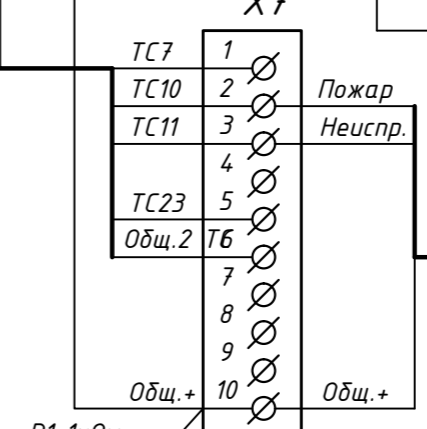 ТС7 1
ТС10 2 Пожар
ТС11 3 Неиспр.
4
ТС23 5
Общ.2 Т6
7
8
9
Общ.+ 10 Общ.+